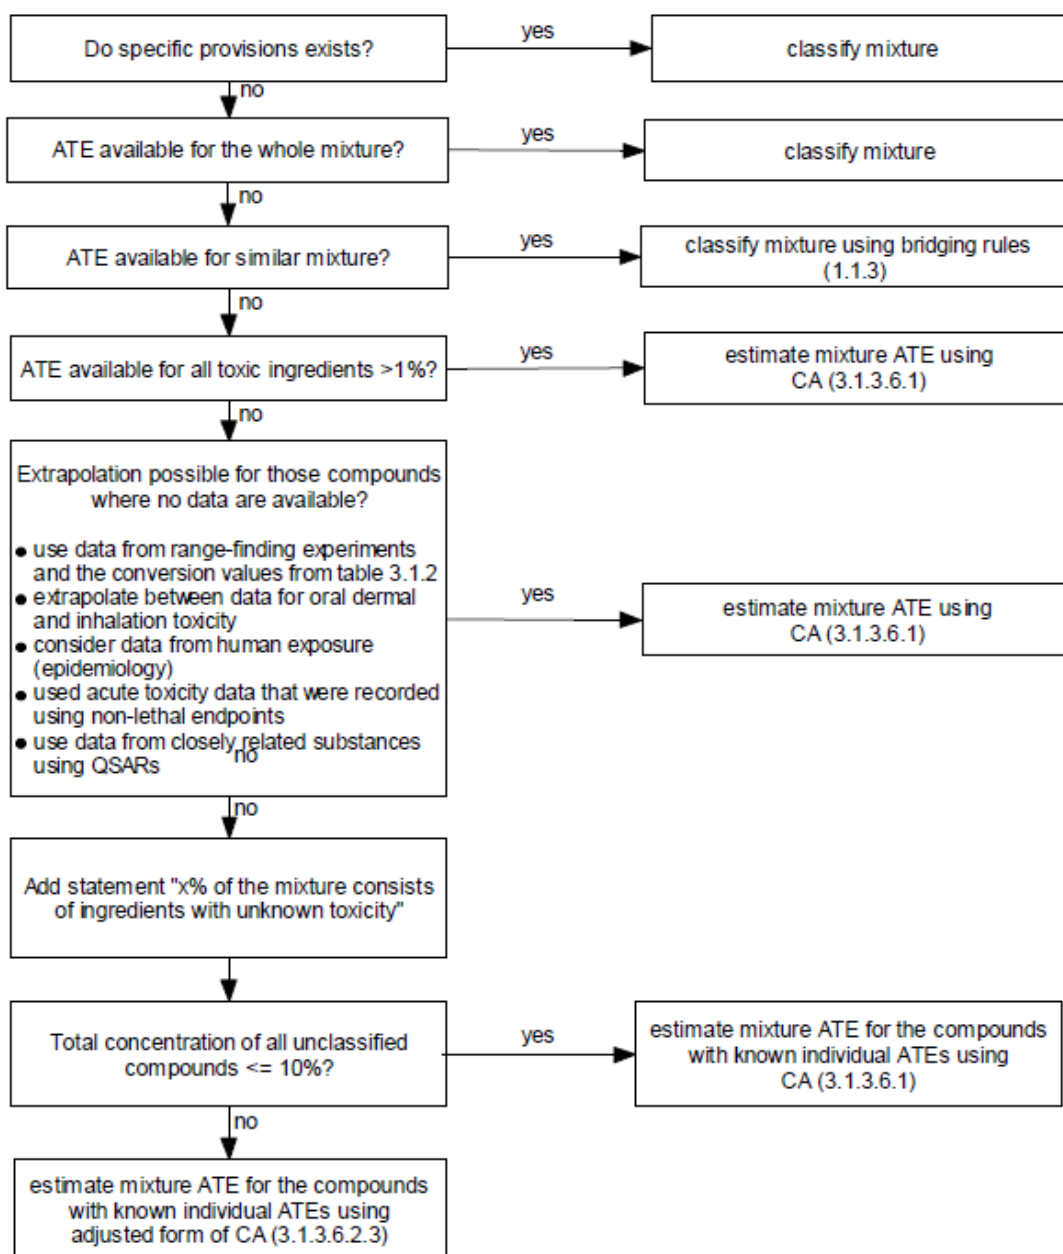 Do specific provisions exists?
yes
classify mixture
no
ATE available for the whole mixture?
yes
classify mixture
no
ATE available for similar mixture?
yes
classify mixture using bridging rules
(1.1.3)
no
ATE available for all toxic ingredients >1%?
yes
estimate mixture ATE using
CA (3.1.3.6.1)
no
Extrapolation possible for those compounds
where no data are available?
● use data from range-finding experiments
and the conversion values from table 3.1.2
● extrapolate between data for oral dermal
and inhalation toxicity
● consider data from human exposure
(epidemiology)
● used acute toxicity data that were recorded
using non-lethal endpoints
● use data from closely related substances
using QSARs
no
yes
estimate mixture ATE using
CA (3.1.3.6.1)
no
Add statement "x% of the mixture consists
of ingredients with unknown toxicity"
Total concentration of all unclassified
compounds <= 10%?
yes
estimate mixture ATE for the compounds
with known individual ATEs using
CA (3.1.3.6.1)
no
estimate mixture ATE for the compounds
with known individual ATEs using
adjusted form of CA (3.1.3.6.2.3)